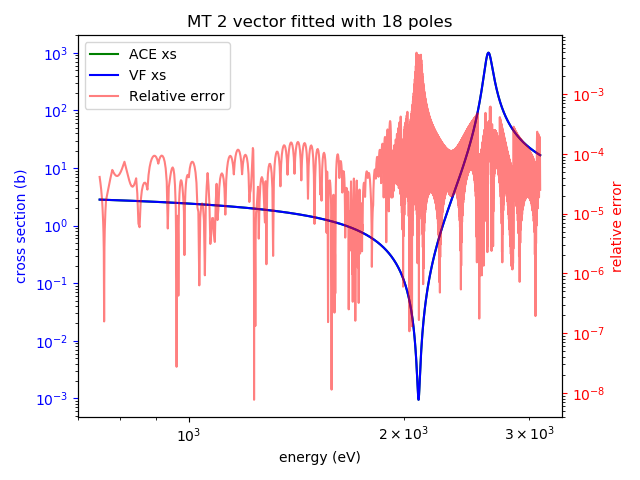 MT 2 vector fitted with 18 poles
ACE xs
VF xs
Relative error
10³
10²
10¹
10⁰
10⁻¹
10⁻²
10⁻³
cross section (b)
10⁻³
10⁻⁴
10⁻⁵
10⁻⁶
10⁻⁷
10⁻⁸
relative error
10³
2 × 10³
3 × 10³
energy (eV)